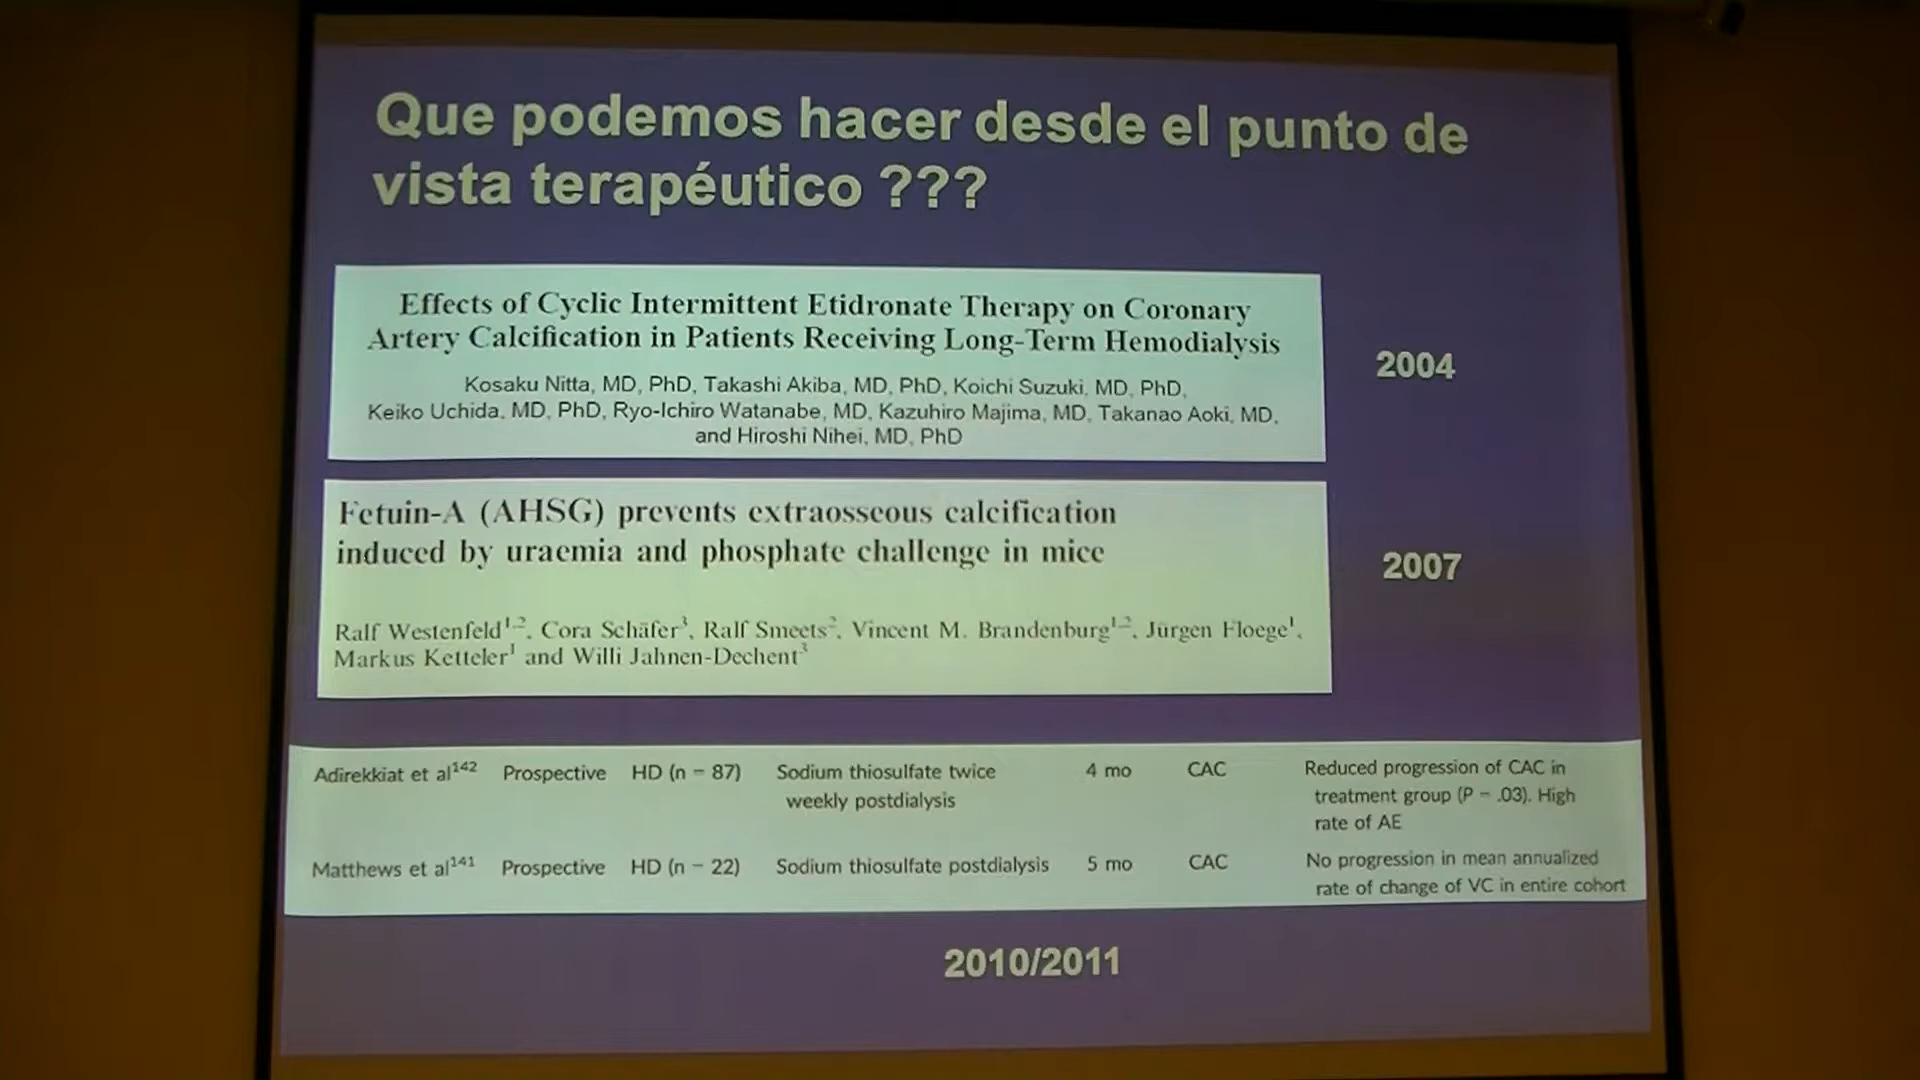 Que podemos hacer desde el punto de
vista terapéutico ???
Effects of Cyclic Intermittent Etidronate Therapy on Coronary
Artery Calcification in Patients Receiving Long-Term Hemodialysis
Kosaku Nitta, MD, PhD, Takashi Akiba, MD, PhD, Koichi Suzuki, MD, PhD,
Keiko Uchida, MD, PhD, Ryo-Ichiro Watanabe, MD, Kazuhiro Majima, MD, Takanao Aoki, MD,
and Hiroshi Nihei, MD, PhD
2004
Fetuin-A (AHSG) prevents extraosseous calcification
induced by uraemia and phosphate challenge in mice
2007
Ralf Westenfeld1,2, Cora Schäfer3, Ralf Smeets2, Vincent M. Brandenburg1,2, Jürgen Floege1,
Markus Ketteler1 and Willi Jahnen-Dechent3
Adirekkiat et al142 Prospective HD (n = 87) Sodium thiosulfate twice 4 mo CAC Reduced progression of CAC in
weekly postdialysis treatment group (P = .03). High
rate of AE
Matthews et al141 Prospective HD (n = 22) Sodium thiosulfate postdialysis 5 mo CAC No progression in mean annualized
rate of change of VC in entire cohort
2010/2011